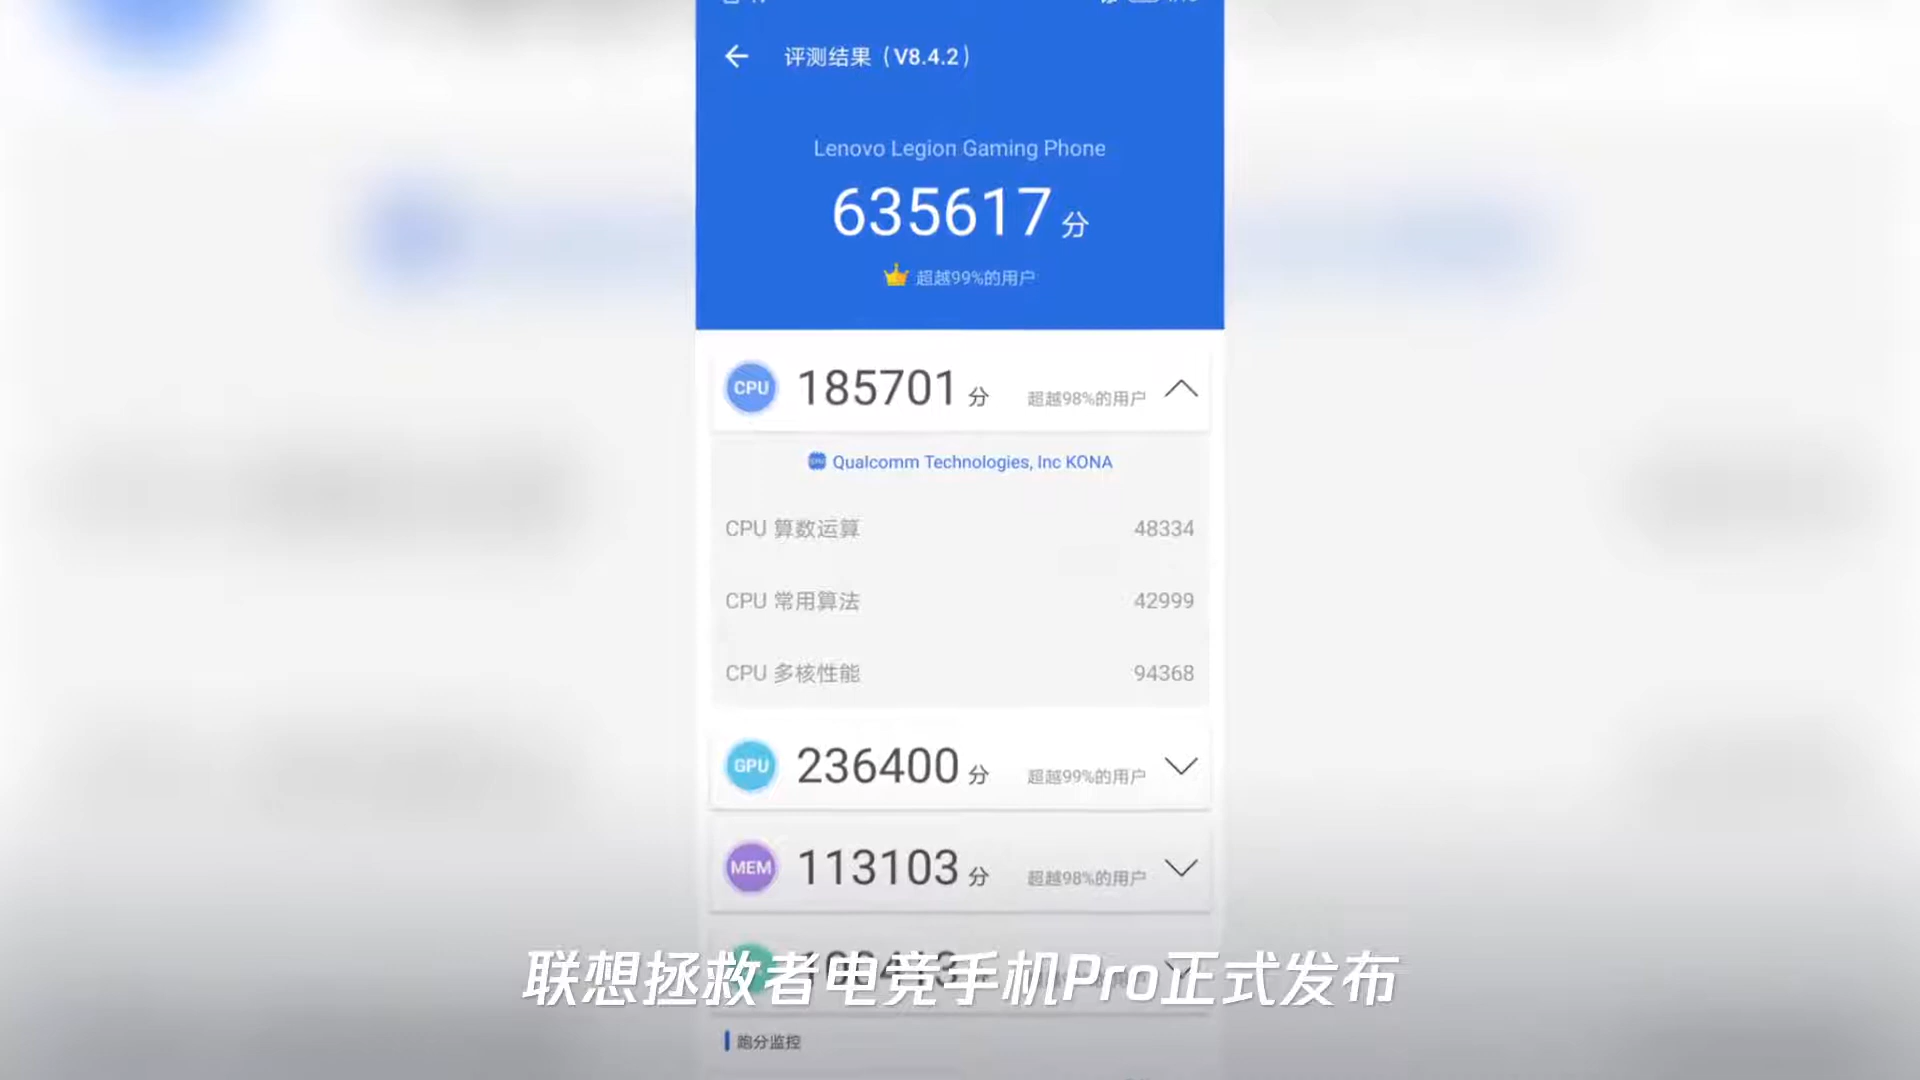 评测结果（V8.4.2）
Lenovo Legion Gaming Phone
635617分
超越99%的用户
CPU 185701分 超越98%的用户
Qualcomm Technologies, Inc KONA
CPU 算数运算 48334
CPU 常用算法 42999
CPU 多核性能 94368
GPU 236400分 超越99%的用户
MEM 113103分 超越98%的用户
联想拯救者电竞手机Pro正式发布
跑分监控